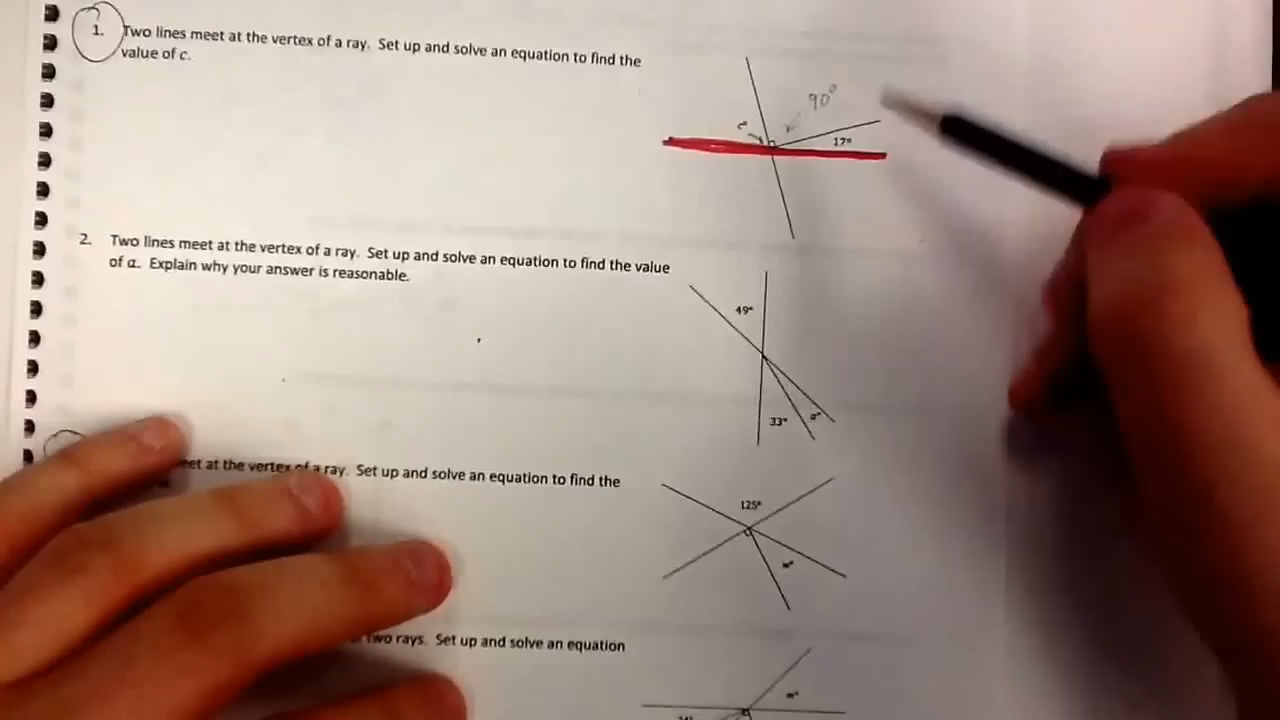 1. Two lines meet at the vertex of a ray. Set up and solve an equation to find the
value of c.
90°
c°
17°
2. Two lines meet at the vertex of a ray. Set up and solve an equation to find the value
of a. Explain why your answer is reasonable.
49°
33°
a°
at the vertex of a ray. Set up and solve an equation to find the
125°
two rays. Set up and solve an equation